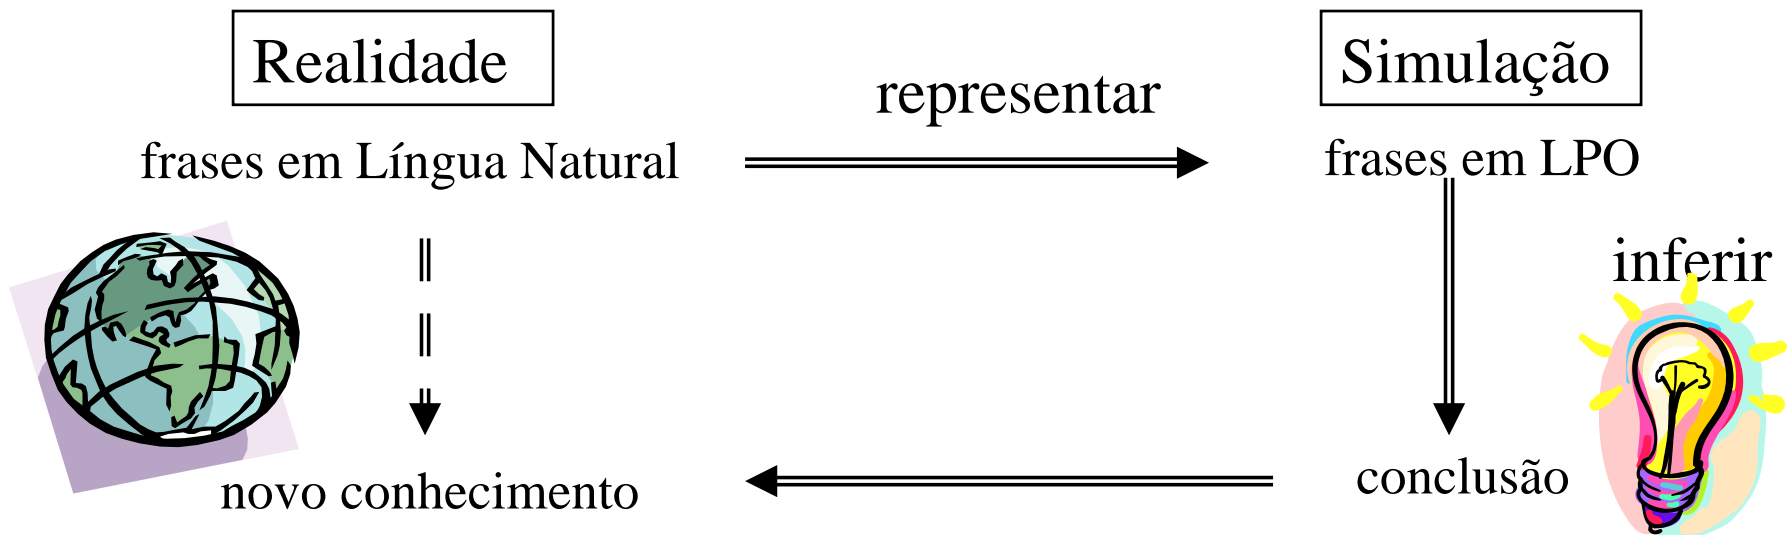 Realidade
Simulação
representar
frases em Língua Natural
frases em LPO
inferir
novo conhecimento
conclusão